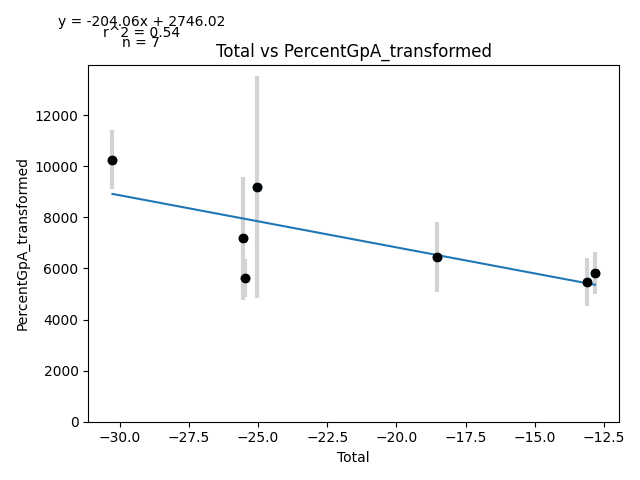 y = -204.06x + 2746.02
r^2 = 0.54
n = 7
Total vs PercentGpA_transformed
PercentGpA_transformed
12000
10000
8000
6000
4000
2000
0
−30.0 −27.5 −25.0 −22.5 −20.0 −17.5 −15.0 −12.5
Total